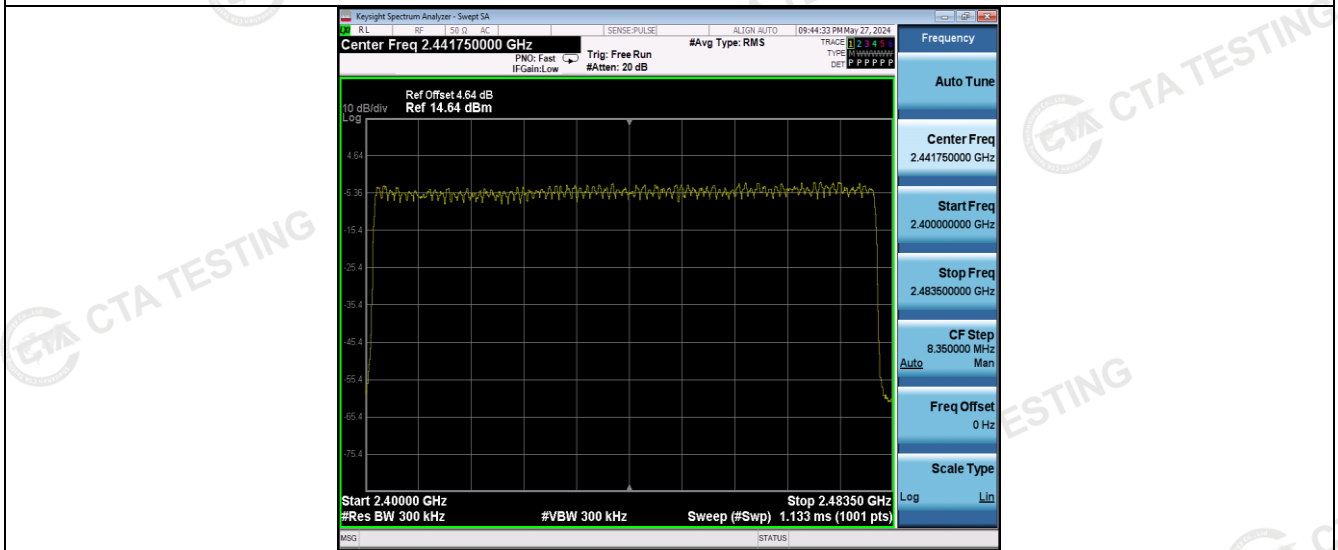 Keysight Spectrum Analyzer - Swept SA
RL RF 50 Ω AC SENSE:PULSE ALIGN AUTO 09:44:33 PM May 27, 2024
Center Freq 2.441750000 GHz
#Avg Type: RMS
TRACE 1 2 3 4 5 6
PNO: Fast Trig: Free Run
TYPE M WWWWW
IFGain:Low #Atten: 20 dB
DET P P P P P P
Frequency
Auto Tune
Ref Offset 4.64 dB
10 dB/div Ref 14.64 dBm
Log
4.64
-5.36
-15.4
-25.4
-35.4
-45.4
-55.4
-65.4
-75.4
Center Freq
2.441750000 GHz
Start Freq
2.400000000 GHz
Stop Freq
2.483500000 GHz
CF Step
8.350000 MHz
Auto Man
Freq Offset
0 Hz
Scale Type
Log Lin
Start 2.40000 GHz Stop 2.48350 GHz
#Res BW 300 kHz #VBW 300 kHz Sweep (#Swp) 1.133 ms (1001 pts)
MSG STATUS
CTA TESTING
CTA TESTING
ESTING